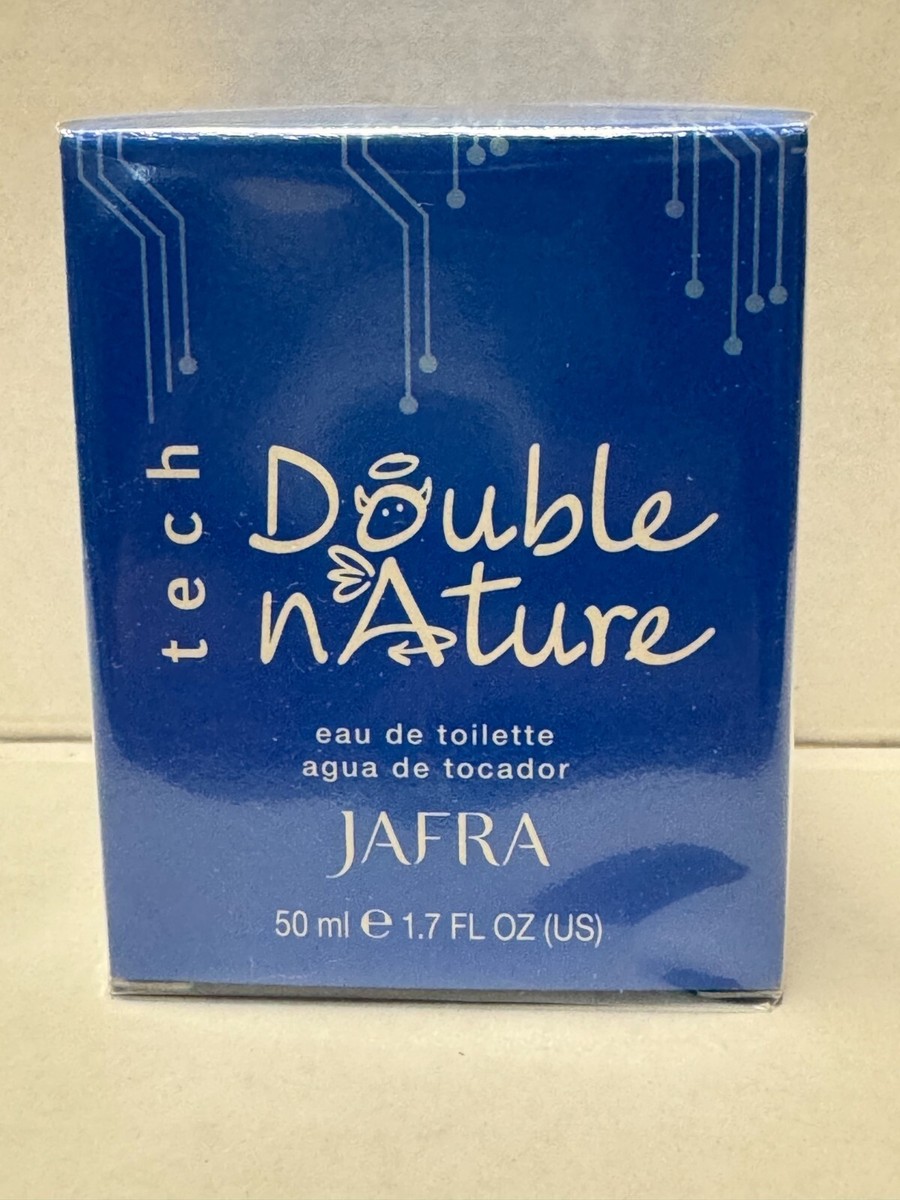 tech
Double
nAture
eau de toilette
agua de tocador
JAFRA
50 ml e 1.7 FL OZ (US)